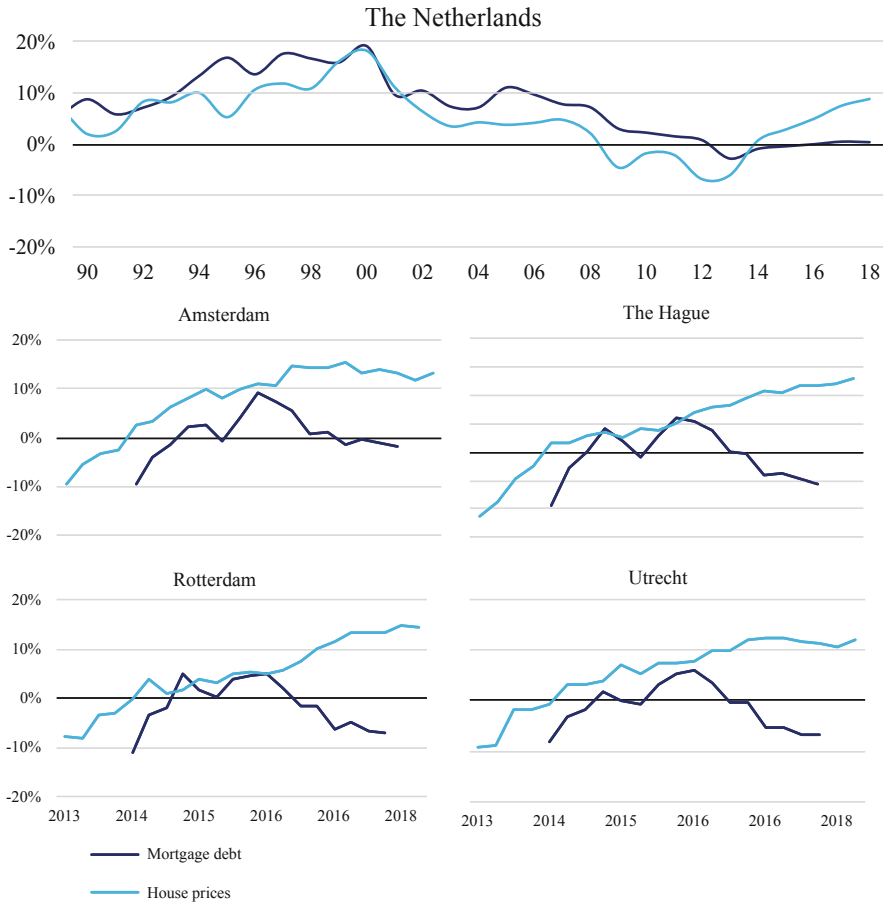 The Netherlands
20%
10%
0%
-10%
-20%
90 92 94 96 98 00 02 04 06 08 10 12 14 16 18
Amsterdam
20%
10%
0%
-10%
-20%
The Hague
Rotterdam
20%
10%
0%
-10%
-20%
2013 2014 2015 2016 2016 2018
Utrecht
2013 2014 2015 2016 2016 2018
Mortgage debt
House prices